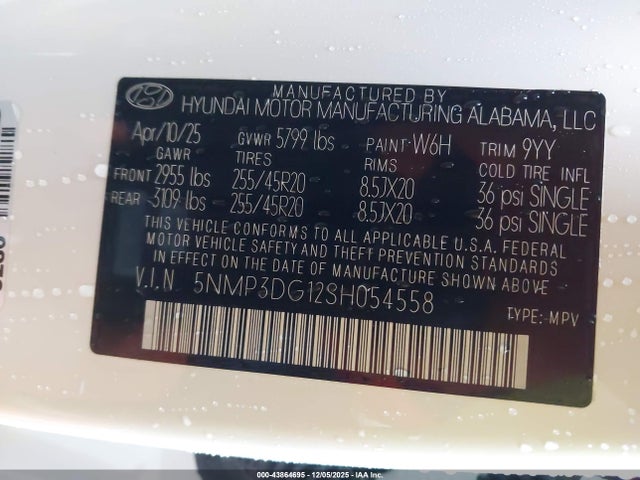 MANUFACTURED BY
HYUNDAI MOTOR MANUFACTURING ALABAMA, LLC
Apr/10/25 GVWR 5799 lbs PAINT W6H TRIM 9YY
GAWR TIRES RIMS COLD TIRE INFL
FRONT 2955 lbs 255/45R20 8.5JX20 36 psi SINGLE
REAR 3109 lbs 255/45R20 8.5JX20 36 psi SINGLE
THIS VEHICLE CONFORMS TO ALL APPLICABLE U.S.A. FEDERAL
MOTOR VEHICLE SAFETY AND THEFT PREVENTION STANDARDS
IN EFFECT ON THE DATE OF MANUFACTURE SHOWN ABOVE.
V.I.N 5NMP3DG12SH054558
TYPE: MPV
000-43864695 - 12/05/2025 - IAA Inc.